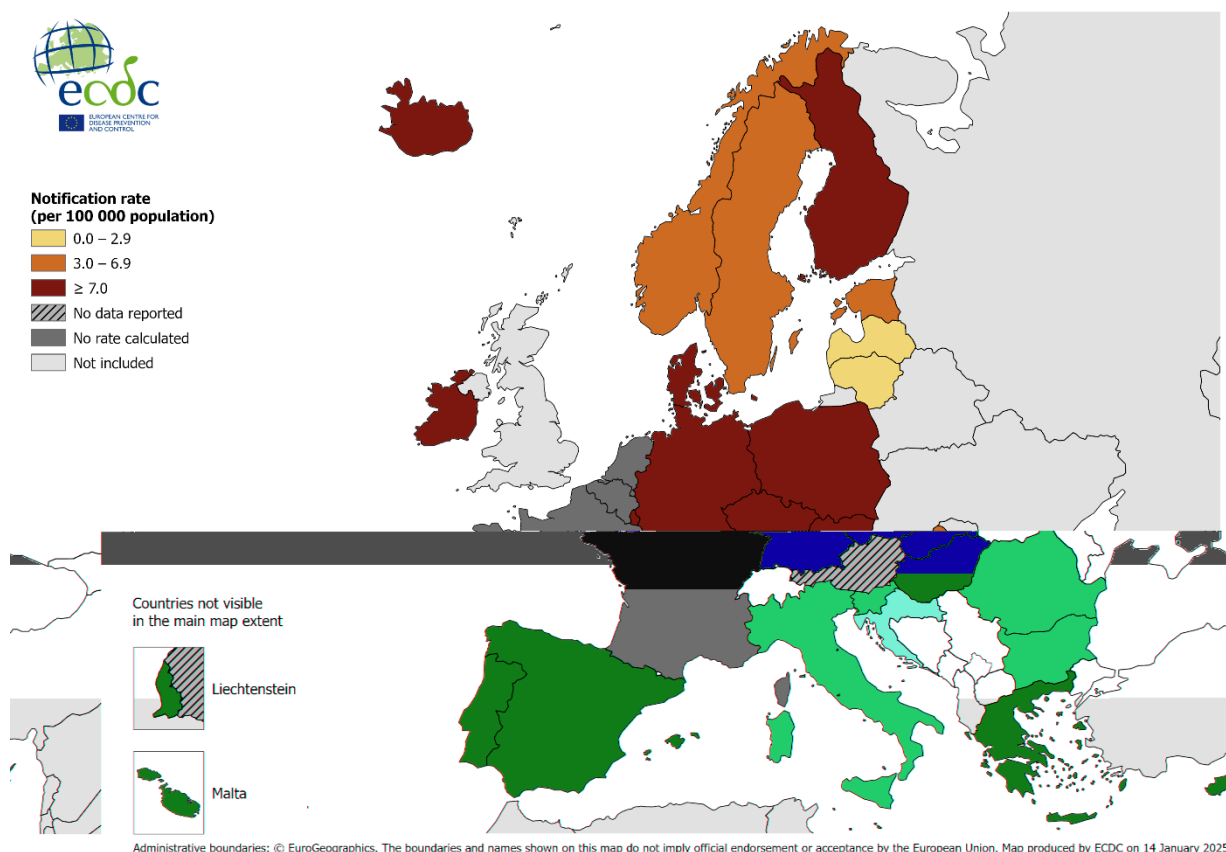 ecdc
EUROPEAN CENTRE FOR
DISEASE PREVENTION
AND CONTROL
Notification rate
(per 100 000 population)
0.0 – 2.9
3.0 – 6.9
≥ 7.0
No data reported
No rate calculated
Not included
Countries not visible
in the main map extent
Liechtenstein
Malta
Administrative boundaries: © EuroGeographics. The boundaries and names shown on this map do not imply official endorsement or acceptance by the European Union. Map produced by ECDC on 14 January 2025